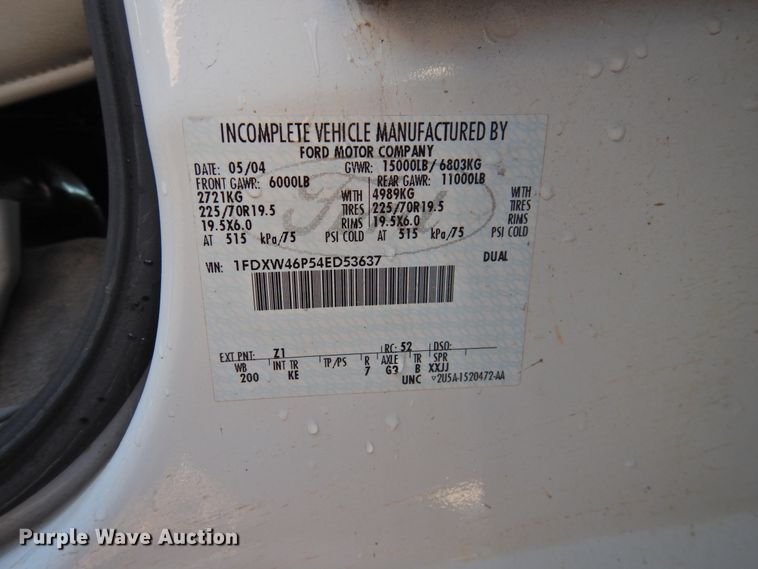 INCOMPLETE VEHICLE MANUFACTURED BY
FORD MOTOR COMPANY
DATE: 05/04 GVWR: 15000LB/6803KG
FRONT GAWR: 6000LB REAR GAWR: 11000LB
2721KG WITH 4989KG WITH
225/70R19.5 TIRES 225/70R19.5 TIRES
19.5X6.0 RIMS 19.5X6.0 RIMS
AT 515 kPa/75 PSI COLD AT 515 kPa/75 PSI COLD
VIN: 1FDXW46P54ED53637 DUAL
EXT PNT: Z1 RC: 52 DSO:
WB INT TR TP/PS R AXLE TR SPR
200 KE 7 G3 B XXJJ
UNC V2U5A-1520472-AA
Purple Wave Auction